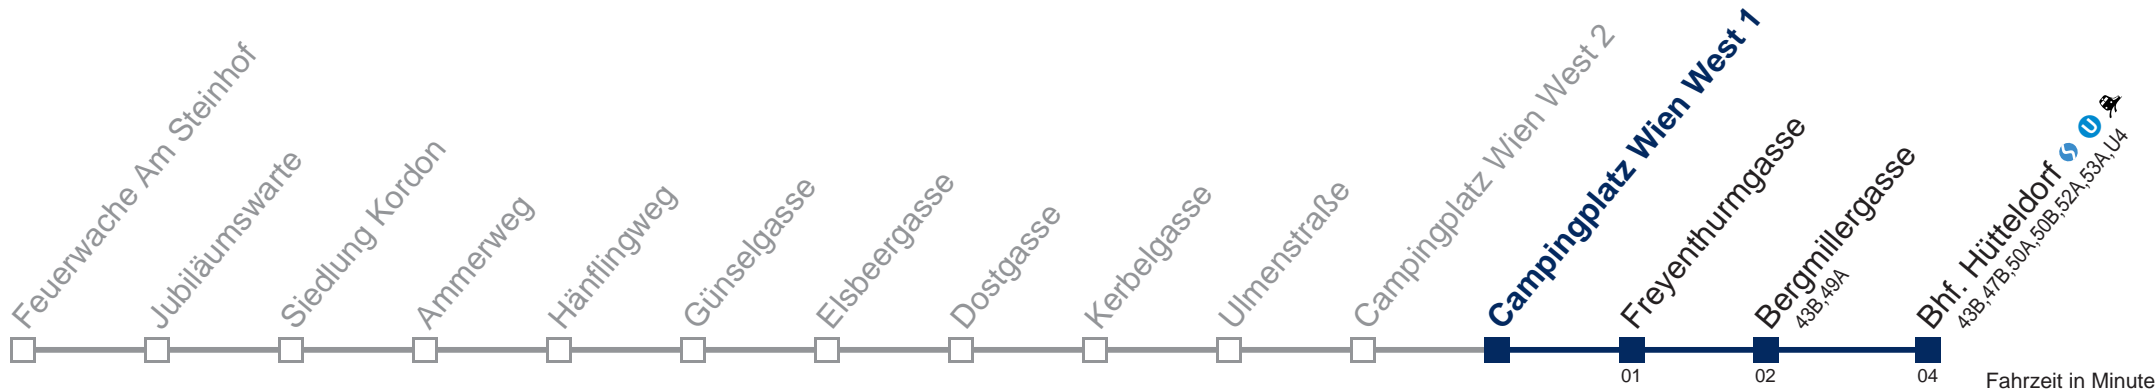 Feuerwache Am Steinhof
Jubiläumswarte
Siedlung Kordon
Ammerweg
Hänflingweg
Günselgasse
Elsbeergasse
Dostgasse
Kerbelgasse
Ulmenstraße
Campingplatz Wien West 2
Campingplatz Wien West 1
Freyenthurmgasse
Bergmillergasse
43B,49A
Bhf. Hütteldorf S U
43B,47B,50A,50B,52A,53A,U4
01
02
04
Fahrzeit in Minute